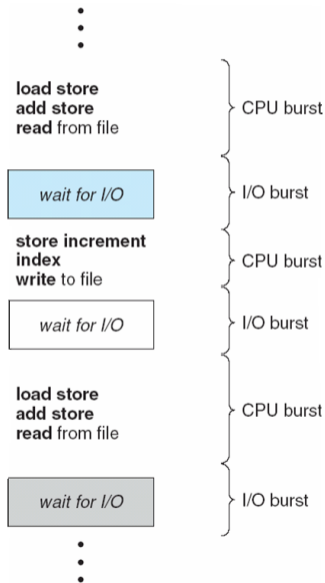 load store
add store
read from file
CPU burst
wait for I/O
I/O burst
store increment
index
write to file
CPU burst
wait for I/O
I/O burst
load store
add store
read from file
CPU burst
wait for I/O
I/O burst